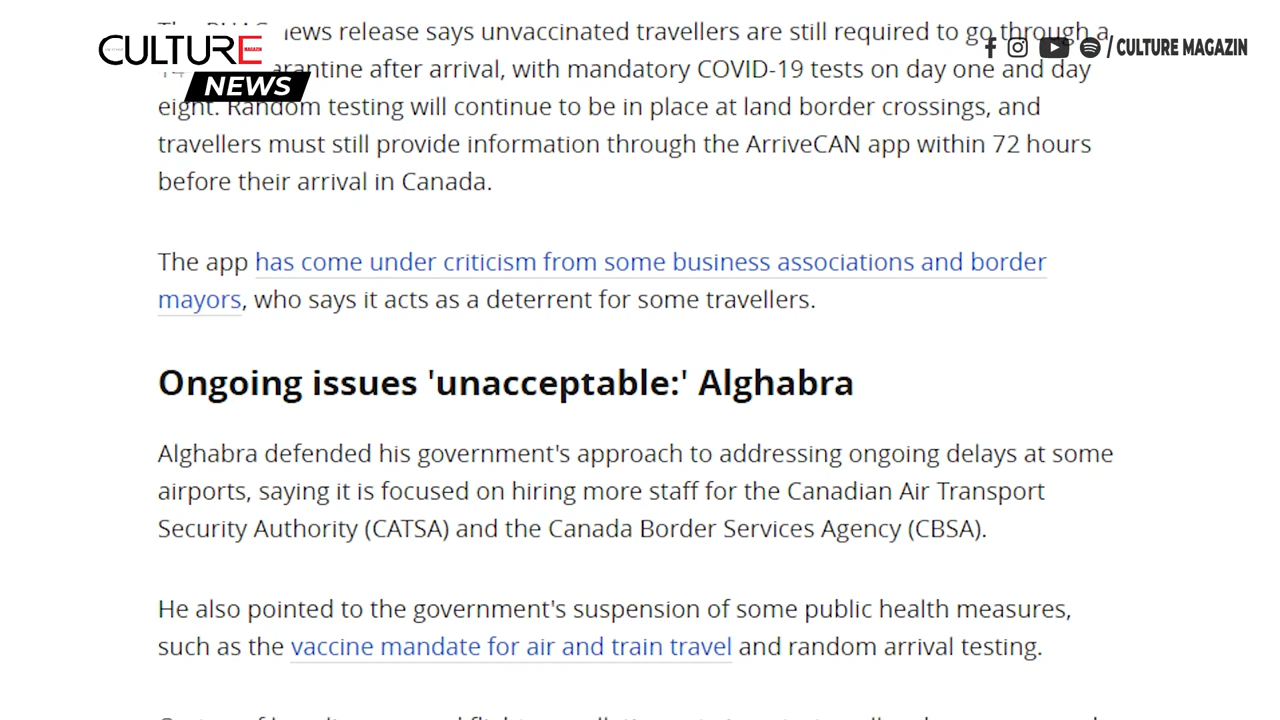 CULTURE
MAGAZIN
NEWS
/ CULTURE MAGAZIN
news release says unvaccinated travellers are still required to go through a
arantine after arrival, with mandatory COVID-19 tests on day one and day
eight. Random testing will continue to be in place at land border crossings, and
travellers must still provide information through the ArriveCAN app within 72 hours
before their arrival in Canada.
The app has come under criticism from some business associations and border
mayors, who says it acts as a deterrent for some travellers.
Ongoing issues 'unacceptable:' Alghabra
Alghabra defended his government's approach to addressing ongoing delays at some
airports, saying it is focused on hiring more staff for the Canadian Air Transport
Security Authority (CATSA) and the Canada Border Services Agency (CBSA).
He also pointed to the government's suspension of some public health measures,
such as the vaccine mandate for air and train travel and random arrival testing.